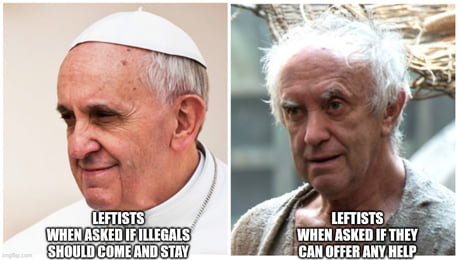 LEFTISTS
WHEN ASKED IF ILLEGALS
SHOULD COME AND STAY
LEFTISTS
WHEN ASKED IF THEY
CAN OFFER ANY HELP
imgflip.com